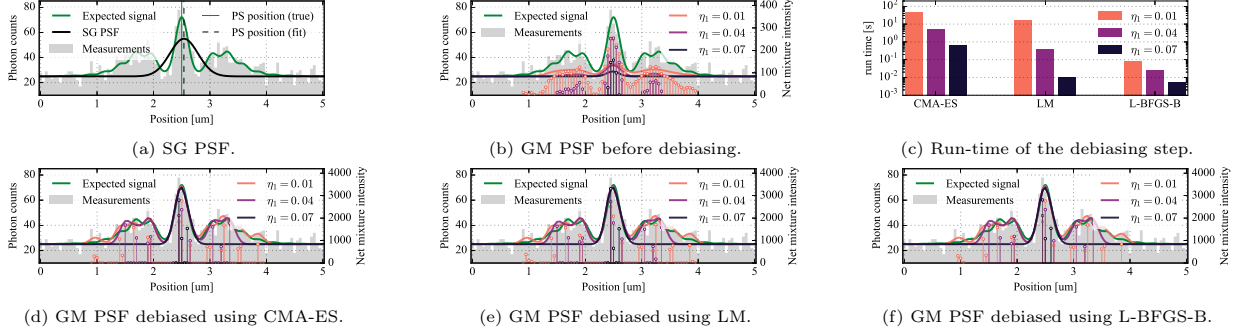 Expected signal
SG PSF
Measurements
PS position (true)
PS position (fit)
Photon counts
80
60
40
20
0 1 2 3 4 5
Position [um]
(a) SG PSF.
Expected signal
Measurements
η1 = 0.01
η1 = 0.04
η1 = 0.07
Photon counts
80
60
40
20
400
300
200
100
0
Net mixture intensity
0 1 2 3 4 5
Position [um]
(b) GM PSF before debiasing.
run time [s]
10^2
10^1
10^0
10^-1
10^-2
10^-3
η1 = 0.01
η1 = 0.04
η1 = 0.07
CMA-ES LM L-BFGS-B
(c) Run-time of the debiasing step.
Expected signal
Measurements
η1 = 0.01
η1 = 0.04
η1 = 0.07
Photon counts
80
60
40
20
4000
3000
2000
1000
0
Net mixture intensity
0 1 2 3 4 5
Position [um]
(d) GM PSF debiased using CMA-ES.
Expected signal
Measurements
η1 = 0.01
η1 = 0.04
η1 = 0.07
Photon counts
80
60
40
20
4000
3000
2000
1000
0
Net mixture intensity
0 1 2 3 4 5
Position [um]
(e) GM PSF debiased using LM.
Expected signal
Measurements
η1 = 0.01
η1 = 0.04
η1 = 0.07
Photon counts
80
60
40
20
4000
3000
2000
1000
0
Net mixture intensity
0 1 2 3 4 5
Position [um]
(f) GM PSF debiased using L-BFGS-B.